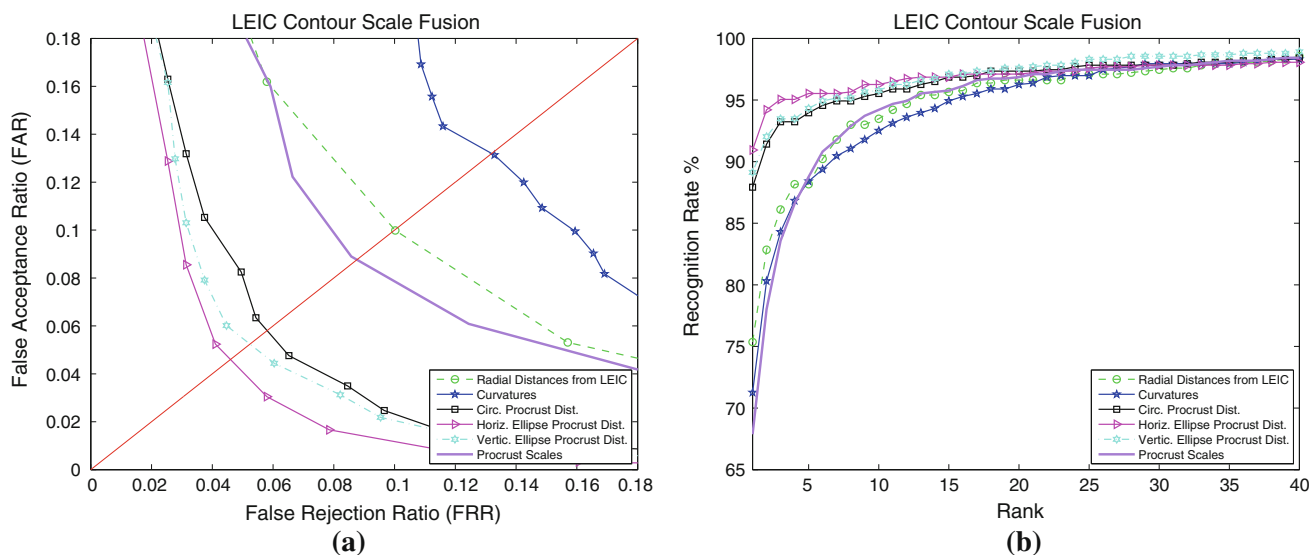 LEIC Contour Scale Fusion
0.18
0.16
0.14
0.12
0.1
0.08
0.06
0.04
0.02
0
False Acceptance Ratio (FAR)
Radial Distances from LEIC
Curvatures
Circ. Procrust Dist.
Horiz. Ellipse Procrust Dist.
Vertic. Ellipse Procrust Dist.
Procrust Scales
0 0.02 0.04 0.06 0.08 0.1 0.12 0.14 0.16 0.18
False Rejection Ratio (FRR)
(a)
LEIC Contour Scale Fusion
100
95
90
85
80
75
70
65
Recognition Rate %
Radial Distances from LEIC
Curvatures
Circ. Procrust Dist.
Horiz. Ellipse Procrust Dist.
Vertic. Ellipse Procrust Dist.
Procrust Scales
5 10 15 20 25 30 35 40
Rank
(b)